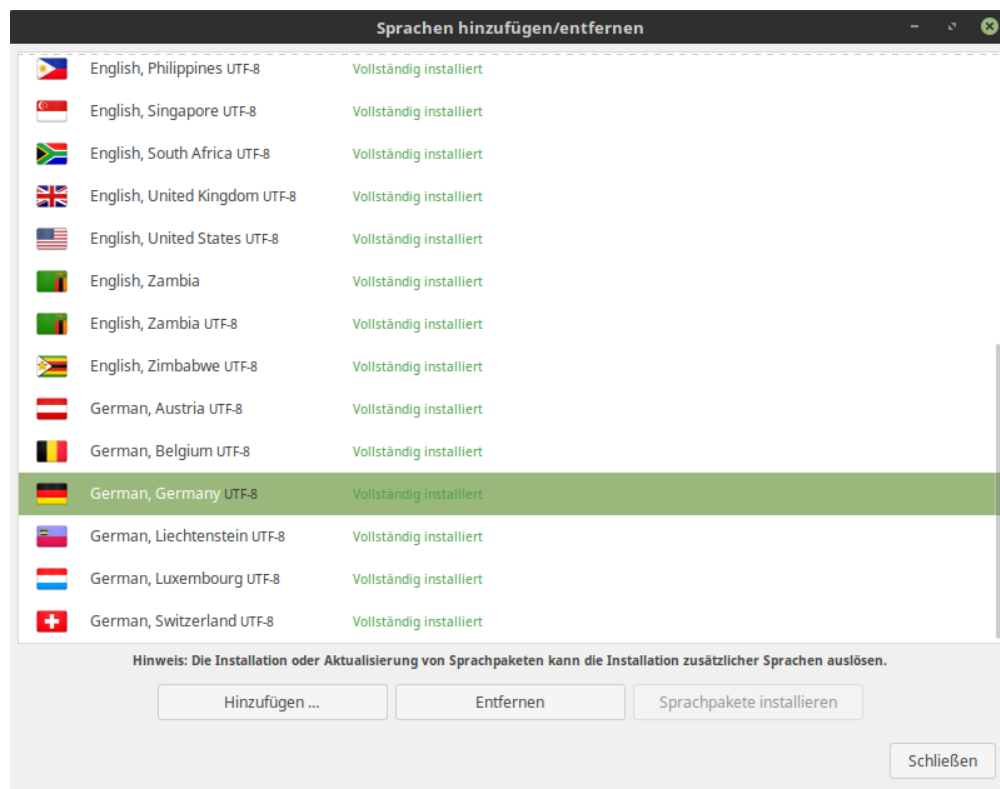 Sprachen hinzufügen/entfernen
English, Philippines UTF-8 Vollständig installiert
English, Singapore UTF-8 Vollständig installiert
English, South Africa UTF-8 Vollständig installiert
English, United Kingdom UTF-8 Vollständig installiert
English, United States UTF-8 Vollständig installiert
English, Zambia Vollständig installiert
English, Zambia UTF-8 Vollständig installiert
English, Zimbabwe UTF-8 Vollständig installiert
German, Austria UTF-8 Vollständig installiert
German, Belgium UTF-8 Vollständig installiert
German, Germany UTF-8 Vollständig installiert
German, Liechtenstein UTF-8 Vollständig installiert
German, Luxembourg UTF-8 Vollständig installiert
German, Switzerland UTF-8 Vollständig installiert
Hinweis: Die Installation oder Aktualisierung von Sprachpaketen kann die Installation zusätzlicher Sprachen auslösen.
Hinzufügen ... Entfernen Sprachpakete installieren
Schließen